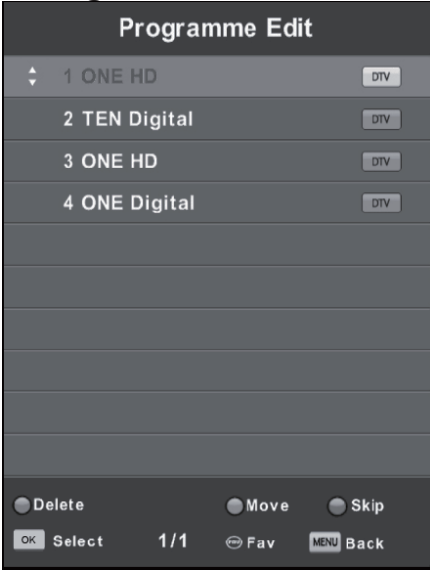 Programme Edit
1 ONE HD DTV
2 TEN Digital DTV
3 ONE HD DTV
4 ONE Digital DTV
Delete Move Skip
OK Select 1/1 Fav MENU Back